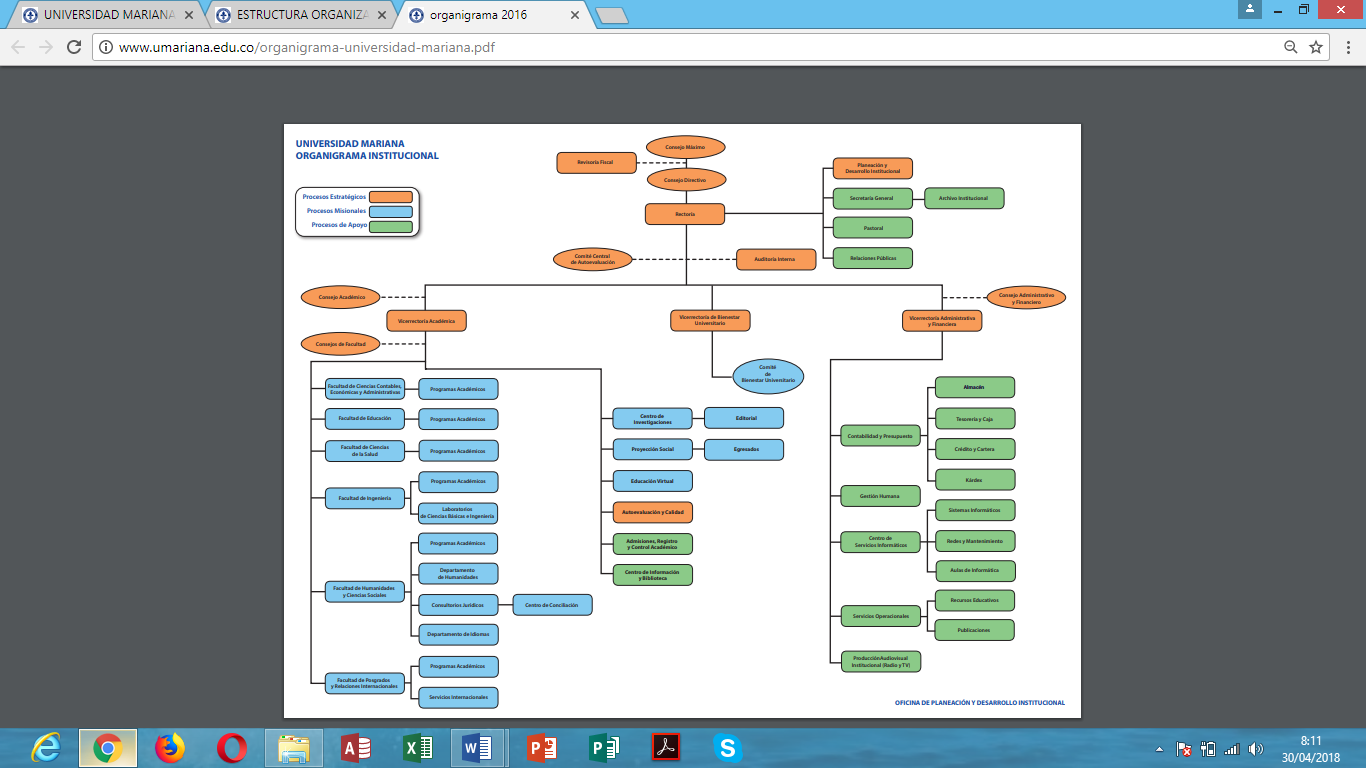 UNIVERSIDAD MARIANA
ESTRUCTURA ORGANIZA
organigrama 2016
www.umariana.edu.co/organigrama-universidad-mariana.pdf
UNIVERSIDAD MARIANA
ORGANIGRAMA INSTITUCIONAL
Procesos Estratégicos
Procesos Misionales
Procesos de Apoyo
Consejo Máximo
Revisoría Fiscal
Consejo Directivo
Rectoría
Planeación y
Desarrollo Institucional
Secretaría General
Archivo Institucional
Pastoral
Relaciones Públicas
Comité Central
de Autoevaluación
Auditoría Interna
Consejo Académico
Vicerrectoría Académica
Consejos de Facultad
Vicerrectoría de Bienestar
Universitario
Consejo Administrativo
y Financiero
Vicerrectoría Administrativa
y Financiera
Comité
de
Bienestar Universitario
Facultad de Ciencias Contables,
Económicas y Administrativas
Programas Académicos
Facultad de Educación
Programas Académicos
Facultad de Ciencias
de la Salud
Programas Académicos
Facultad de Ingeniería
Programas Académicos
Laboratorios
de Ciencias Básicas e Ingeniería
Facultad de Humanidades
y Ciencias Sociales
Programas Académicos
Departamento
de Humanidades
Consultorios Jurídicos
Centro de Conciliación
Departamento de Idiomas
Facultad de Posgrados
y Relaciones Internacionales
Programas Académicos
Servicios Internacionales
Centro de
Investigaciones
Editorial
Proyección Social
Egresados
Educación Virtual
Autoevaluación y Calidad
Admisiones, Registro
y Control Académico
Centro de Información
y Biblioteca
Contabilidad y Presupuesto
Almacén
Tesorería y Caja
Crédito y Cartera
Kárdex
Gestión Humana
Centro de
Servicios Informáticos
Sistemas Informáticos
Redes y Mantenimiento
Aulas de Informática
Servicios Operacionales
Recursos Educativos
Publicaciones
Producción Audiovisual
Institucional (Radio y TV)
OFICINA DE PLANEACIÓN Y DESARROLLO INSTITUCIONAL
8:11
30/04/2018